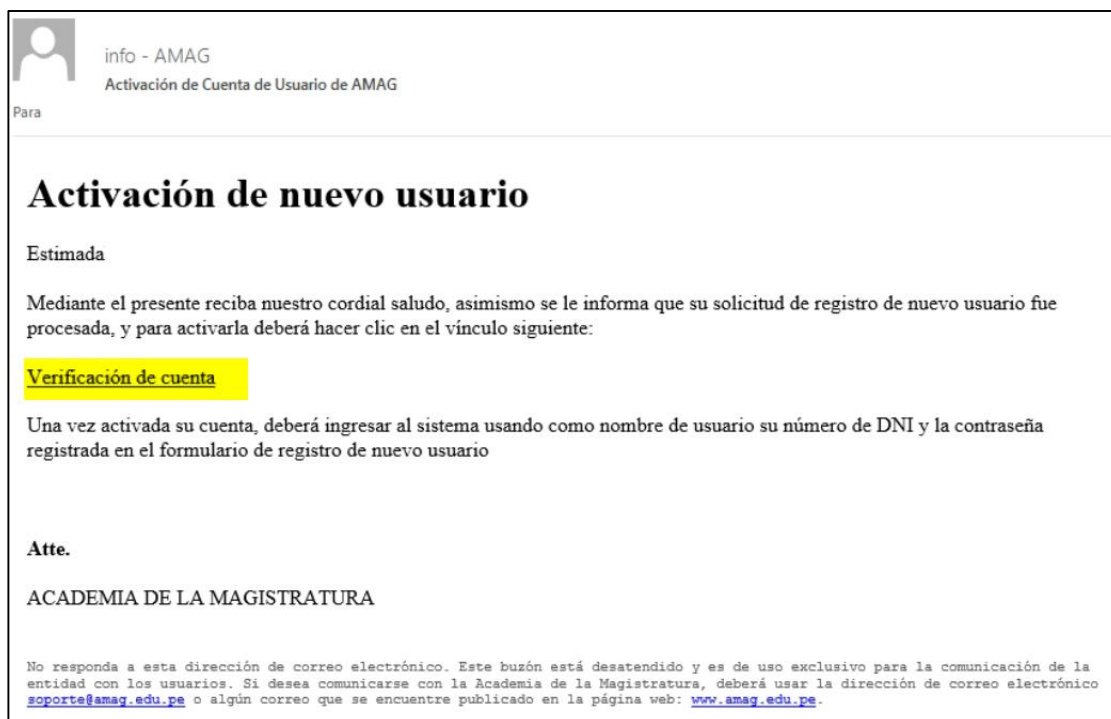 info - AMAG
Activación de Cuenta de Usuario de AMAG
Para
Activación de nuevo usuario
Estimada
Mediante el presente reciba nuestro cordial saludo, asimismo se le informa que su solicitud de registro de nuevo usuario fue
procesada, y para activarla deberá hacer clic en el vínculo siguiente:
Verificación de cuenta
Una vez activada su cuenta, deberá ingresar al sistema usando como nombre de usuario su número de DNI y la contraseña
registrada en el formulario de registro de nuevo usuario
Atte.
ACADEMIA DE LA MAGISTRATURA
No responda a esta dirección de correo electrónico. Este buzón está desatendido y es de uso exclusivo para la comunicación de la
entidad con los usuarios. Si desea comunicarse con la Academia de la Magistratura, deberá usar la dirección de correo electrónico
soporte@amag.edu.pe o algún correo que se encuentre publicado en la página web: www.amag.edu.pe.